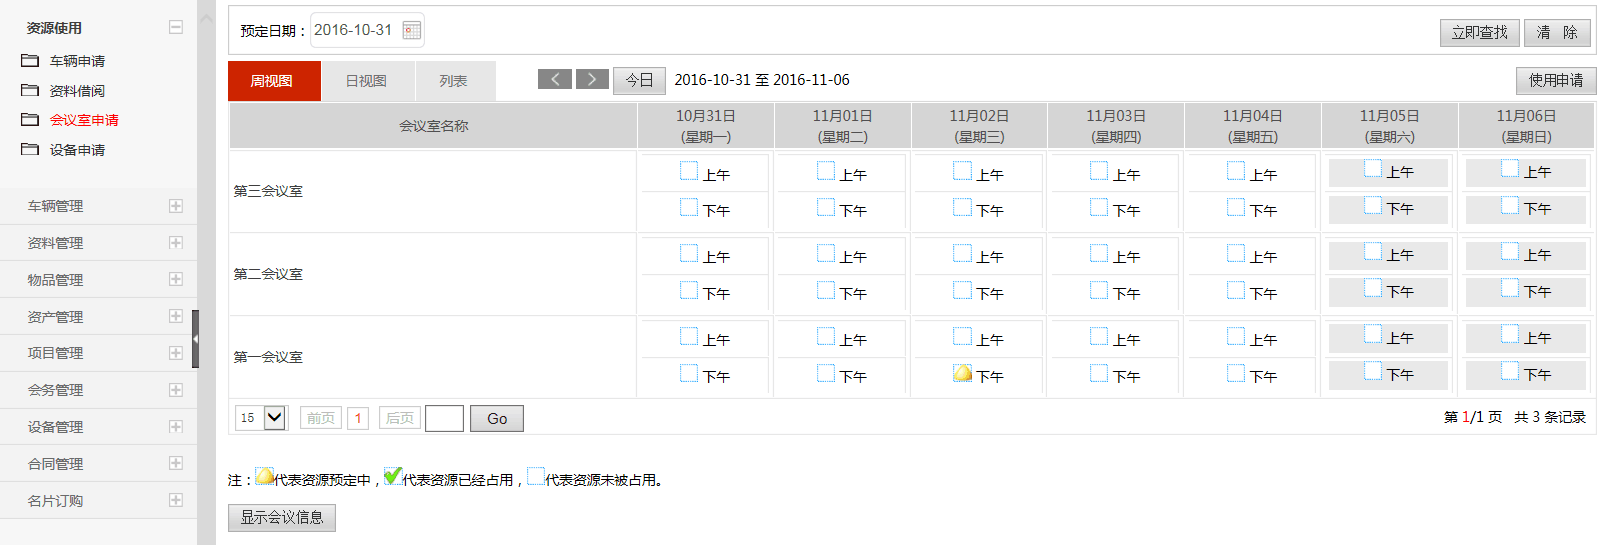 资源使用
车辆申请
资料借阅
会议室申请
设备申请
车辆管理
资料管理
物品管理
资产管理
项目管理
会务管理
设备管理
合同管理
名片订购
预定日期：2016-10-31 立即查找 清 除
周视图 日视图 列表 < > 今日 2016-10-31 至 2016-11-06 使用申请
会议室名称 10月31日 11月01日 11月02日 11月03日 11月04日 11月05日 11月06日
(星期一) (星期二) (星期三) (星期四) (星期五) (星期六) (星期日)
第三会议室
上午 上午 上午 上午 上午 上午 上午
下午 下午 下午 下午 下午 下午 下午
第二会议室
上午 上午 上午 上午 上午 上午 上午
下午 下午 下午 下午 下午 下午 下午
第一会议室
上午 上午 上午 上午 上午 上午 上午
下午 下午 下午 下午 下午 下午 下午
15 前页 1 后页 Go 第 1/1 页 共 3 条记录
注：代表资源预定中，代表资源已经占用，代表资源未被占用。
显示会议信息